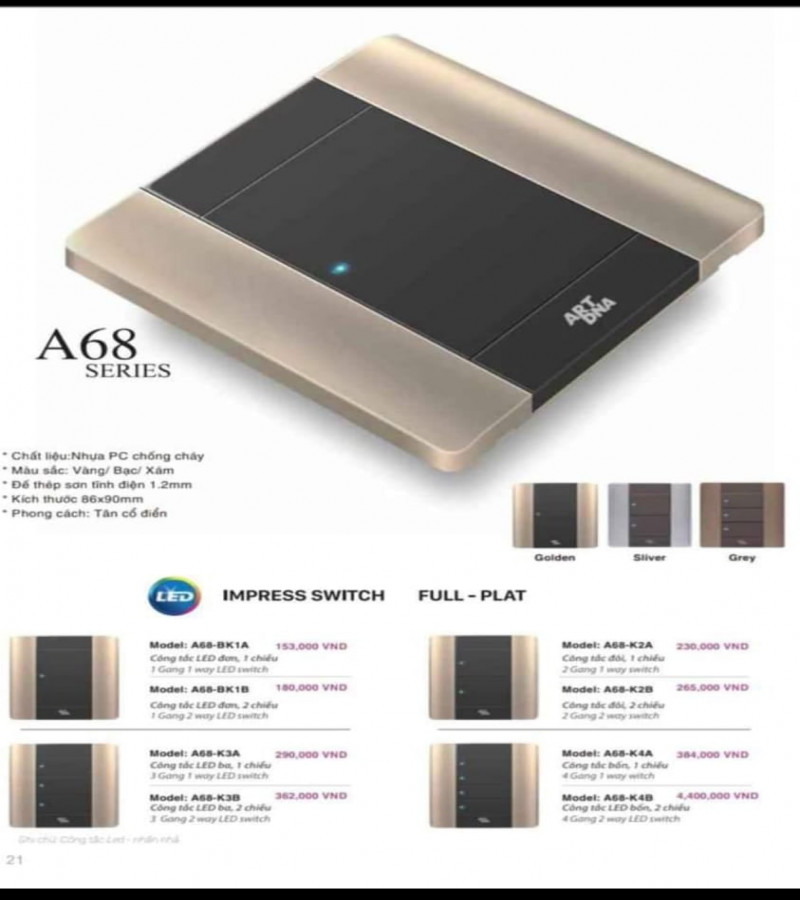 ART
DNA
A68
SERIES
* Chất liệu:Nhựa PC chống cháy
* Màu sắc: Vàng/ Bạc/ Xám
* Đế thép sơn tĩnh điện 1.2mm
* Kích thước 86x90mm
* Phong cách: Tân cổ điển
Golden
Sliver
Grey
LED
IMPRESS SWITCH FULL - PLAT
Model: A68-BK1A 153,000 VND
Công tắc LED đơn, 1 chiều
1 Gang 1 way LED switch
Model: A68-BK1B 180,000 VND
Công tắc LED đơn, 2 chiều
1 Gang 2 way LED switch
Model: A68-K2A 230,000 VND
Công tắc đôi, 1 chiều
2 Gang 1 way switch
Model: A68-K2B 265,000 VND
Công tắc đôi, 2 chiều
2 Gang 2 way switch
Model: A68-K3A 290,000 VND
Công tắc LED ba, 1 chiều
3 Gang 1 way LED switch
Model: A68-K3B 362,000 VND
Công tắc LED ba, 2 chiều
3 Gang 2 way LED switch
Model: A68-K4A 384,000 VND
Công tắc bốn, 1 chiều
4 Gang 1 way witch
Model: A68-K4B 4,400,000 VND
Công tắc LED bốn, 2 chiều
4 Gang 2 way LED switch
Ghi chú: Công tắc Led - nhấn nhả
21